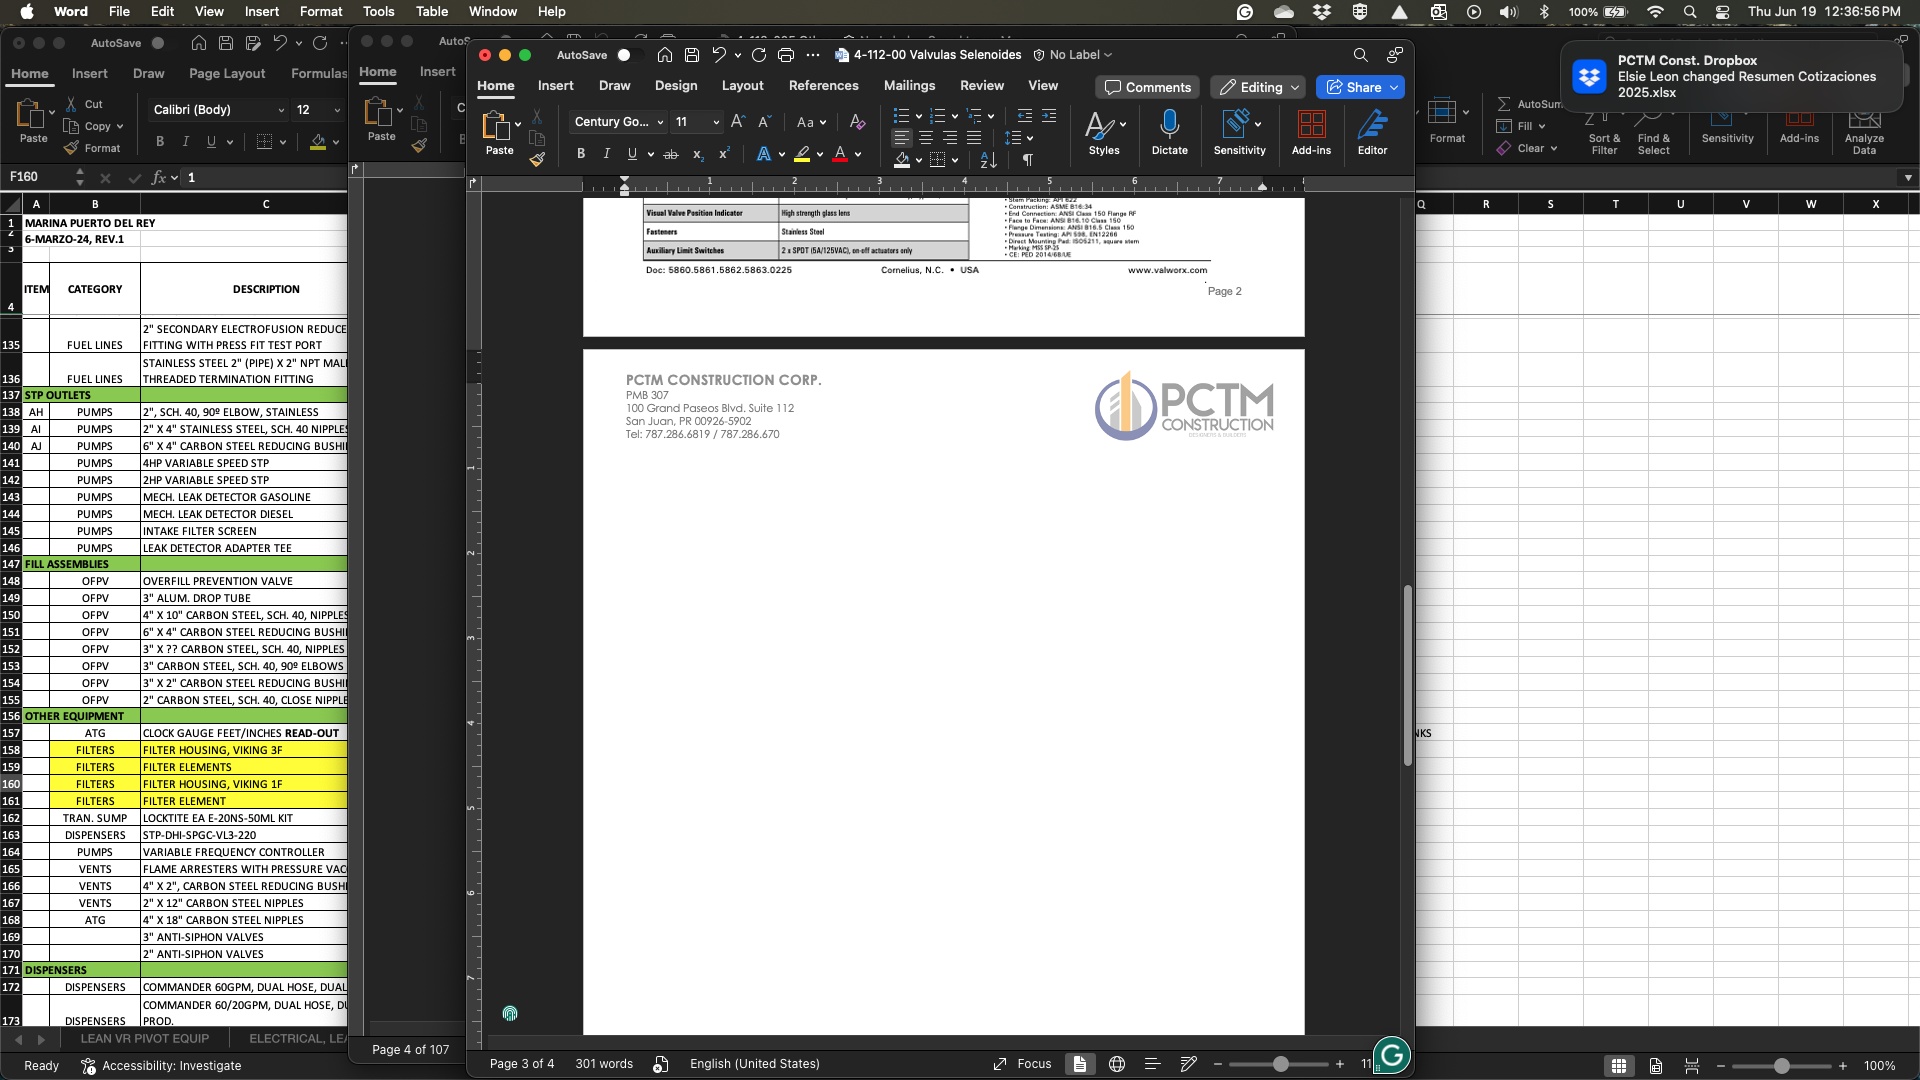 Word File Edit View Insert Format Tools Table Window Help
100% Thu Jun 19 12:36:56 PM
AutoSave
Home Insert Draw Page Layout Formulas
Paste
Cut
Copy
Format
Calibri (Body) 12
B I U
F160 fx 1
A B C
1 MARINA PUERTO DEL REY
2 6-MARZO-24, REV.1
3
4 ITEM CATEGORY DESCRIPTION
135 FUEL LINES 2" SECONDARY ELECTROFUSION REDUCE
FITTING WITH PRESS FIT TEST PORT
136 FUEL LINES STAINLESS STEEL 2" (PIPE) X 2" NPT MAL
THREADED TERMINATION FITTING
137 STP OUTLETS
138 AH PUMPS 2", SCH. 40, 90º ELBOW, STAINLESS
139 AI PUMPS 2" X 4" STAINLESS STEEL, SCH. 40 NIPPLES
140 AJ PUMPS 6" X 4" CARBON STEEL REDUCING BUSHI
141 PUMPS 4HP VARIABLE SPEED STP
142 PUMPS 2HP VARIABLE SPEED STP
143 PUMPS MECH. LEAK DETECTOR GASOLINE
144 PUMPS MECH. LEAK DETECTOR DIESEL
145 PUMPS INTAKE FILTER SCREEN
146 PUMPS LEAK DETECTOR ADAPTER TEE
147 FILL ASSEMBLIES
148 OFPV OVERFILL PREVENTION VALVE
149 OFPV 3" ALUM. DROP TUBE
150 OFPV 4" X 10" CARBON STEEL, SCH. 40, NIPPLES
151 OFPV 6" X 4" CARBON STEEL REDUCING BUSHI
152 OFPV 3" X ?? CARBON STEEL, SCH. 40, NIPPLES
153 OFPV 3" CARBON STEEL, SCH. 40, 90º ELBOWS
154 OFPV 3" X 2" CARBON STEEL REDUCING BUSHI
155 OFPV 2" CARBON STEEL, SCH. 40, CLOSE NIPPLE
156 OTHER EQUIPMENT
157 ATG CLOCK GAUGE FEET/INCHES READ-OUT
158 FILTERS FILTER HOUSING, VIKING 3F
159 FILTERS FILTER ELEMENTS
160 FILTERS FILTER HOUSING, VIKING 1F
161 FILTERS FILTER ELEMENT
162 TRAN. SUMP LOCKTITE EA E-20NS-50ML KIT
163 DISPENSERS STP-DHI-SPGC-VL3-220
164 PUMPS VARIABLE FREQUENCY CONTROLLER
165 VENTS FLAME ARRESTERS WITH PRESSURE VAC
166 VENTS 4" X 2", CARBON STEEL REDUCING BUSHI
167 VENTS 2" X 12" CARBON STEEL NIPPLES
168 ATG 4" X 18" CARBON STEEL NIPPLES
169 3" ANTI-SIPHON VALVES
170 2" ANTI-SIPHON VALVES
171 DISPENSERS
172 DISPENSERS COMMANDER 60GPM, DUAL HOSE, DUAL
173 DISPENSERS COMMANDER 60/20GPM, DUAL HOSE, DU
PROD.
LEAN VR PIVOT EQUIP ELECTRICAL, LEA
Ready Accessibility: Investigate
Home Insert
Paste
Page 4 of 107
AutoSave 4-112-00 Valvulas Selenoides No Label
Home Insert Draw Design Layout References Mailings Review View Comments Editing Share
Paste
Century Go... 11
Aa
B I U ab x2 x2 A A
Styles Dictate Sensitivity Add-ins Editor
1 2 3 4 5 6 7
Visual Valve Position Indicator High strength glass lens
Fasteners Stainless Steel
Auxiliary Limit Switches 2 x SPDT (5A/125VAC), on-off actuators only
• Stem Packing: API 622
• Construction: ASME B16:34
• End Connection: ANSI Class 150 Flange RF
• Face to Face: ANSI B16.10 Class 150
• Flange Dimensions: ANSI B16.5 Class 150
• Pressure Testing: API 598, EN12266
• Direct Mounting Pad: ISO5211, square stem
• Marking MSS SP-25
• CE: PED 2014/68/UE
Doc: 5860.5861.5862.5863.0225 Cornelius, N.C. • USA www.valworx.com
Page 2
PCTM CONSTRUCTION CORP.
PMB 307
100 Grand Paseos Blvd. Suite 112
San Juan, PR 00926-5902
Tel: 787.286.6819 / 787.286.670
PCTM
CONSTRUCTION
DESIGNERS & BUILDERS
Page 3 of 4 301 words English (United States) Focus
PCTM Const. Dropbox
Elsie Leon changed Resumen Cotizaciones
2025.xlsx
Format
AutoSum
Fill
Clear
Sort &
Filter
Find &
Select
Sensitivity
Add-ins
Analyze
Data
Q R S T U V W X
NKS
100%